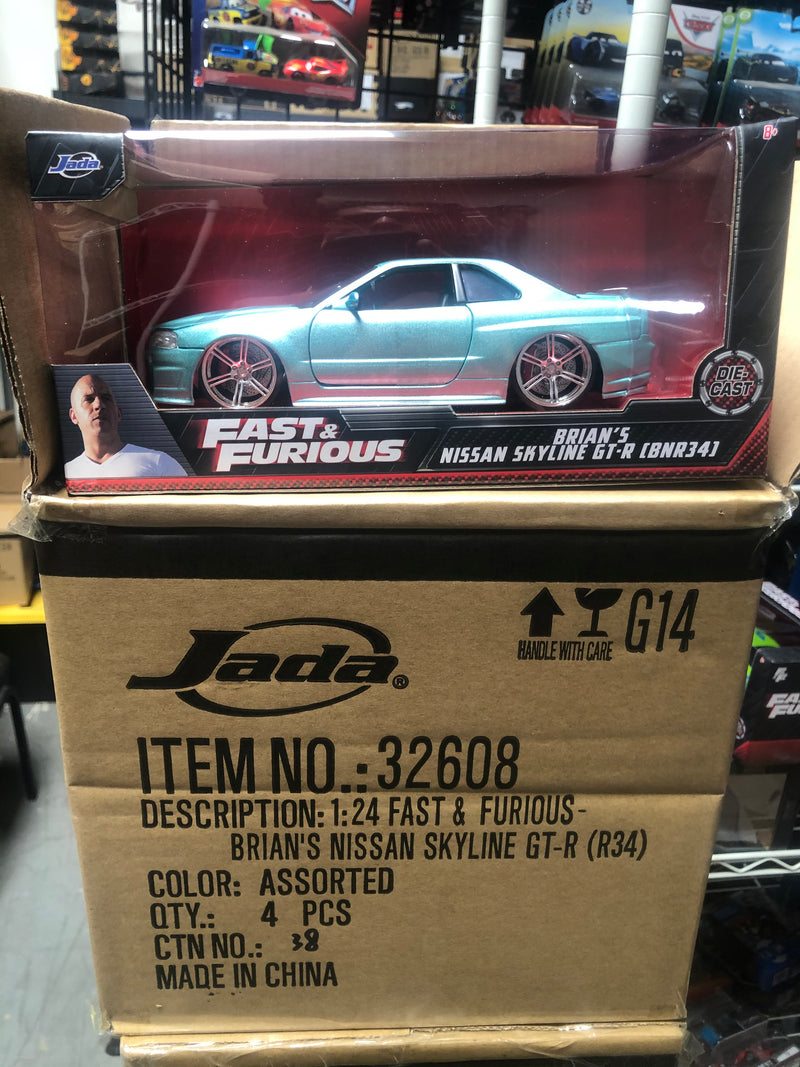 Cars
Jada
8+
DIE-
CAST
FAST &
FURIOUS
BRIAN'S
NISSAN SKYLINE GT-R (BNR34)
Jada®
HANDLE WITH CARE
G14
ITEM NO.: 32608
DESCRIPTION: 1:24 FAST & FURIOUS-
BRIAN'S NISSAN SKYLINE GT-R (R34)
COLOR: ASSORTED
QTY.: 4 PCS
CTN NO.: 38
MADE IN CHINA